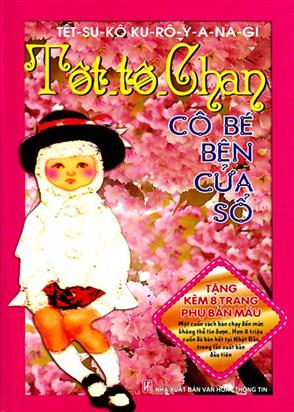 TÉT-SU-KÔ KU-RÔ-Y-A-NA-GI
Tốt-tô-Chan
CÔ BÉ
BÊN
CỬA
SỔ
TẶNG
KÈM 8 TRANG
PHỤ BẢN MÀU
Một cuốn sách bán chạy đến mức
không thể tin được. Hơn 8 triệu
cuốn đã bán hết tại Nhật Bản
trong lần xuất bản
đầu tiên
NHÀ XUẤT BẢN VĂN HÓA THÔNG TIN